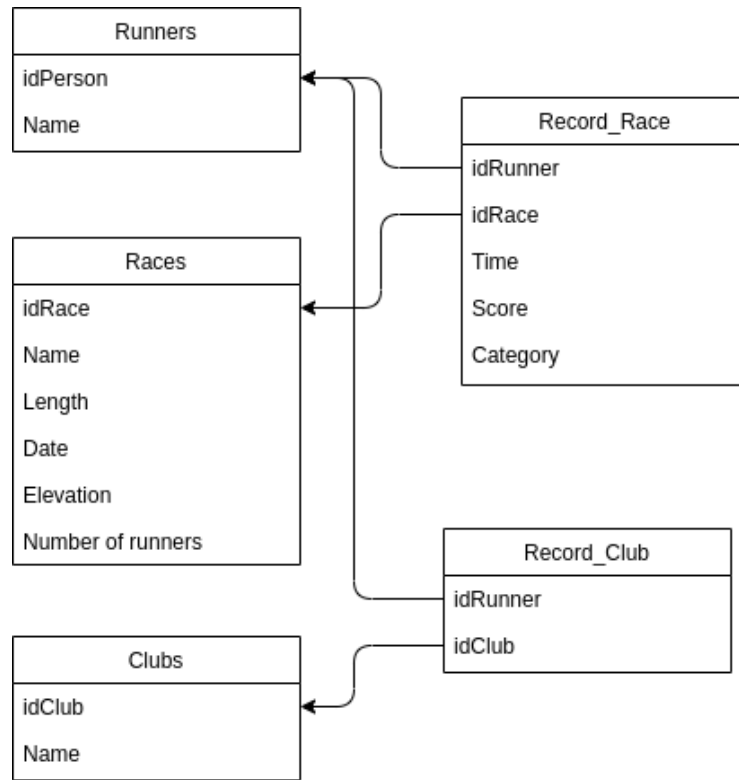 Runners
idPerson
Name
Races
idRace
Name
Length
Date
Elevation
Number of runners
Clubs
idClub
Name
Record_Race
idRunner
idRace
Time
Score
Category
Record_Club
idRunner
idClub